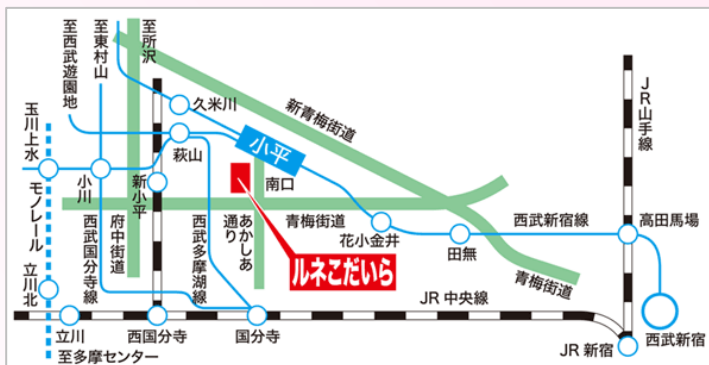 至西武遊園地
至東村山
至所沢
久米川
新青梅街道
JR山手線
玉川上水
萩山
小平
小川
新小平
南口
モノレール
西武国分寺線
府中街道
西武多摩湖線
あかしあ
通り
青梅街道
花小金井
田無
西武新宿線
高田馬場
ルネこだいら
青梅街道
立川北
JR中央線
西武新宿
立川
西国分寺
国分寺
JR新宿
至多摩センター